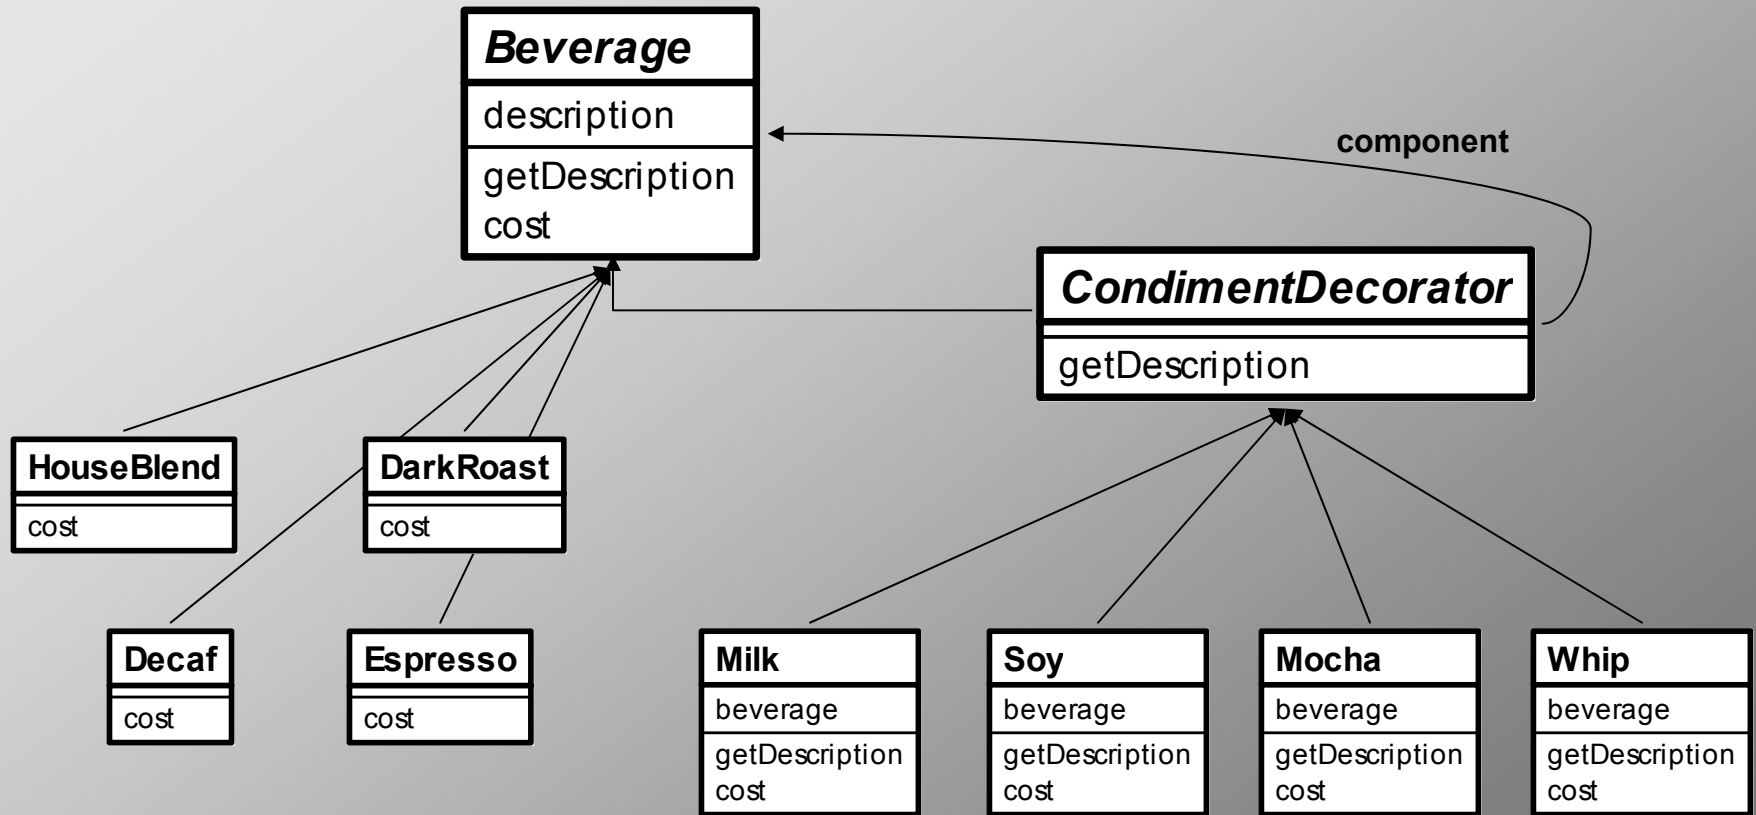 Beverage
description
getDescription
cost
component
CondimentDecorator
getDescription
HouseBlend
cost
DarkRoast
cost
Decaf
cost
Espresso
cost
Milk
beverage
getDescription
cost
Soy
beverage
getDescription
cost
Mocha
beverage
getDescription
cost
Whip
beverage
getDescription
cost